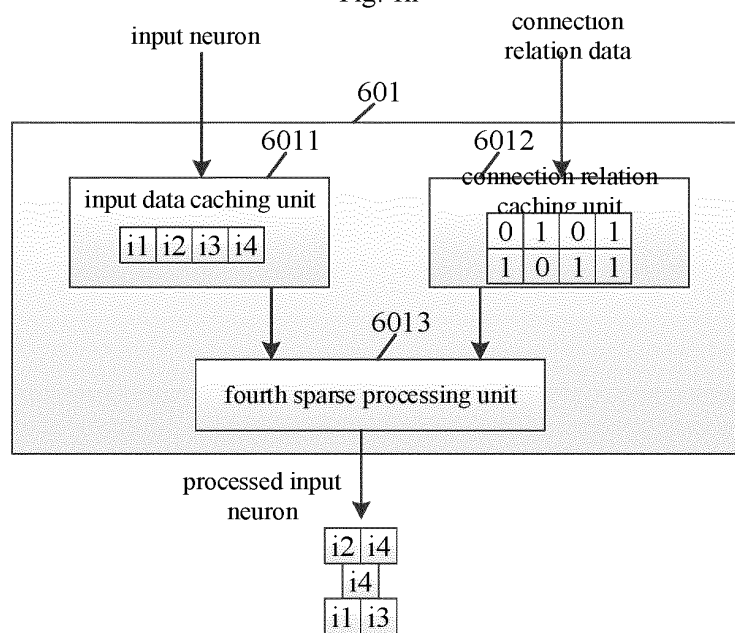 input neuron
connection
relation data
601
6011
6012
input data caching unit
i1 i2 i3 i4
connection relation
caching unit
0 1 0 1
1 0 1 1
6013
fourth sparse processing unit
processed input
neuron
i2 i4
i4
i1 i3